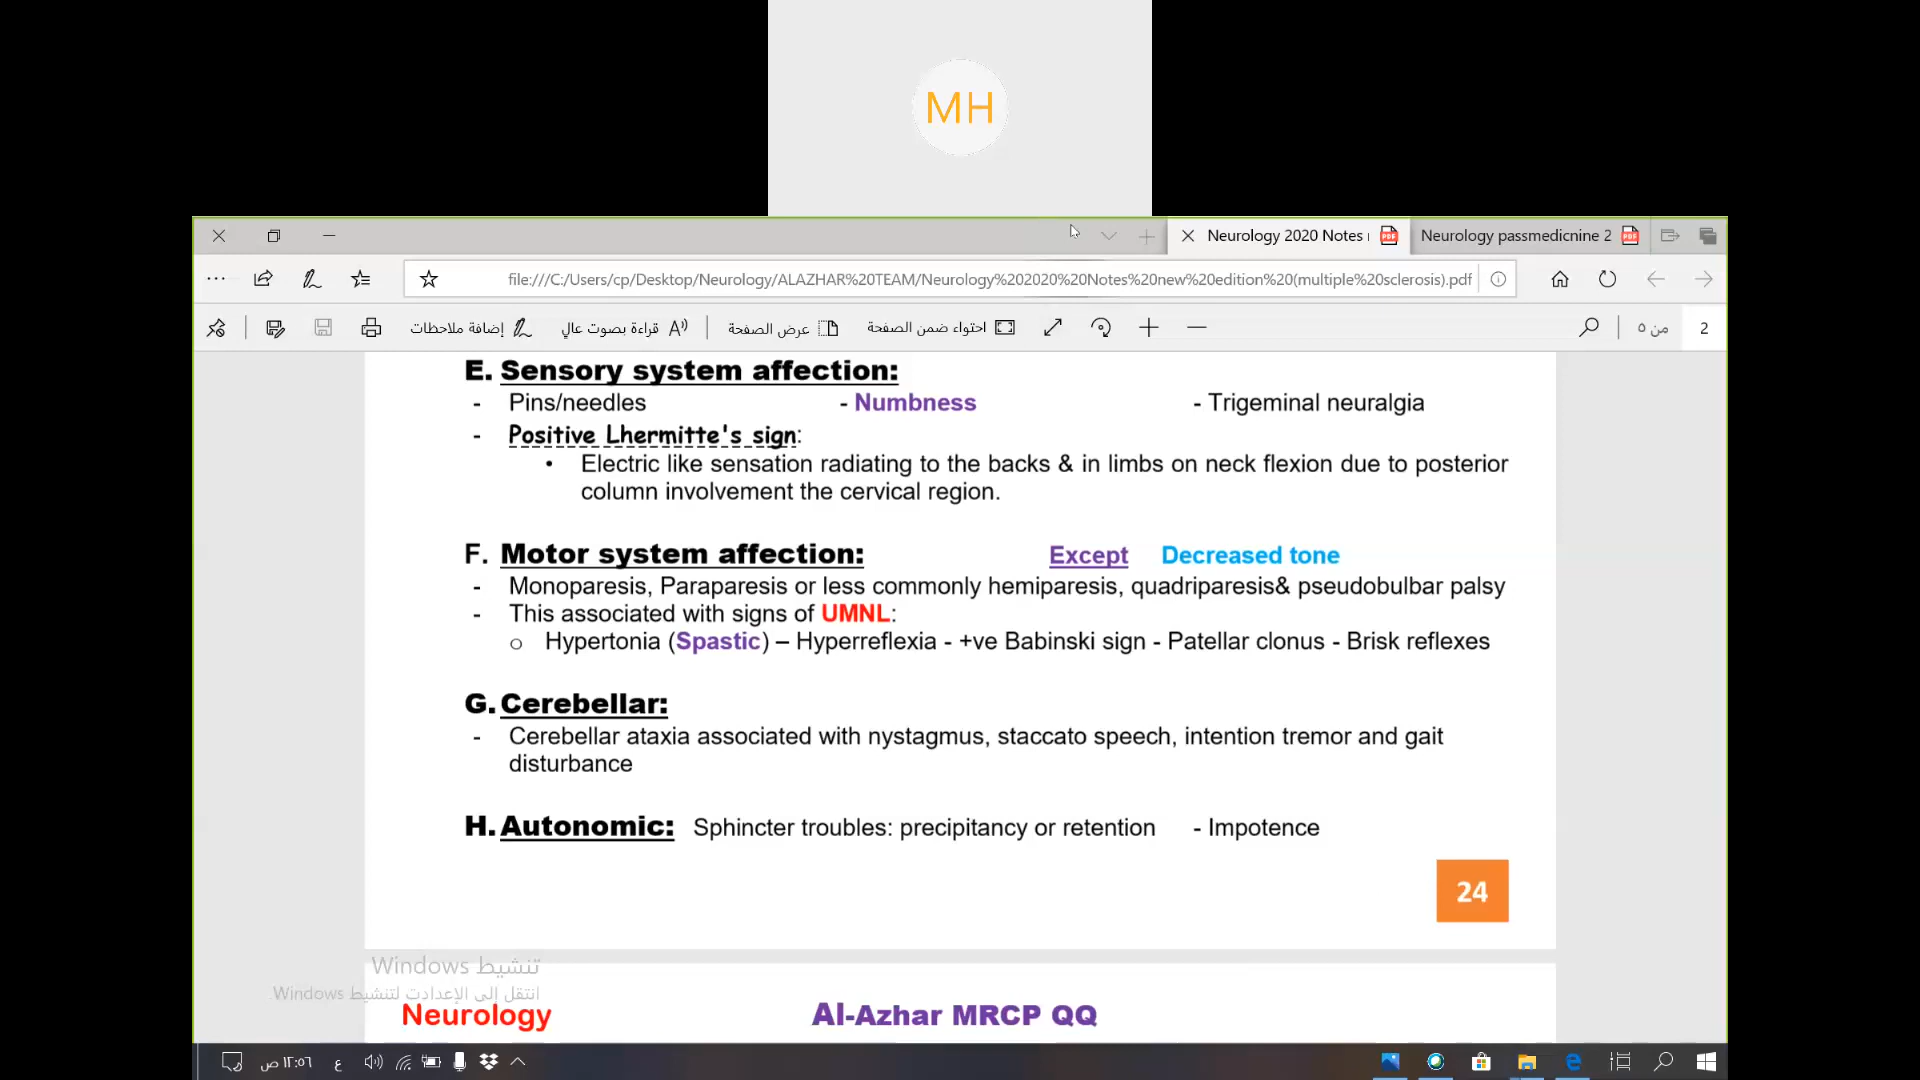 MH
Neurology 2020 Notes
Neurology passmedicnine 2
file:///C:/Users/cp/Desktop/Neurology/ALAZHAR%20TEAM/Neurology%202020%20Notes%20new%20edition%20(multiple%20sclerosis).pdf
إضافة ملاحظات قراءة بصوت عالٍ عرض الصفحة احتواء ضمن الصفحة من ٥ 2
E. Sensory system affection:
- Pins/needles - Numbness - Trigeminal neuralgia
- Positive Lhermitte's sign:
• Electric like sensation radiating to the backs & in limbs on neck flexion due to posterior
column involvement the cervical region.
F. Motor system affection: Except Decreased tone
- Monoparesis, Paraparesis or less commonly hemiparesis, quadriparesis& pseudobulbar palsy
- This associated with signs of UMNL:
o Hypertonia (Spastic) – Hyperreflexia - +ve Babinski sign - Patellar clonus - Brisk reflexes
G. Cerebellar:
- Cerebellar ataxia associated with nystagmus, staccato speech, intention tremor and gait
disturbance
H. Autonomic: Sphincter troubles: precipitancy or retention - Impotence
24
تنشيط Windows
انتقل إلى الإعدادات لتنشيط Windows.
Neurology Al-Azhar MRCP QQ
١٢:٥٦ ص ع